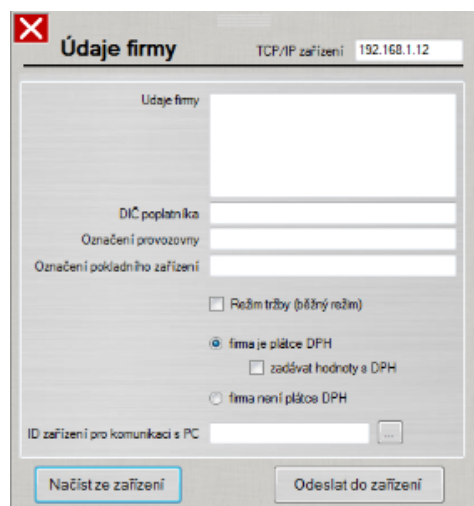 Údaje firmy TCP/IP zařízení 192.168.1.12
Údaje firmy
DIČ poplatníka
Označení provozovny
Označení pokladního zařízení
Režim tržby (běžný režim)
firma je plátce DPH
zadávat hodnoty s DPH
firma není plátce DPH
ID zařízení pro komunikaci s PC ...
Načíst ze zařízení Odeslat do zařízení